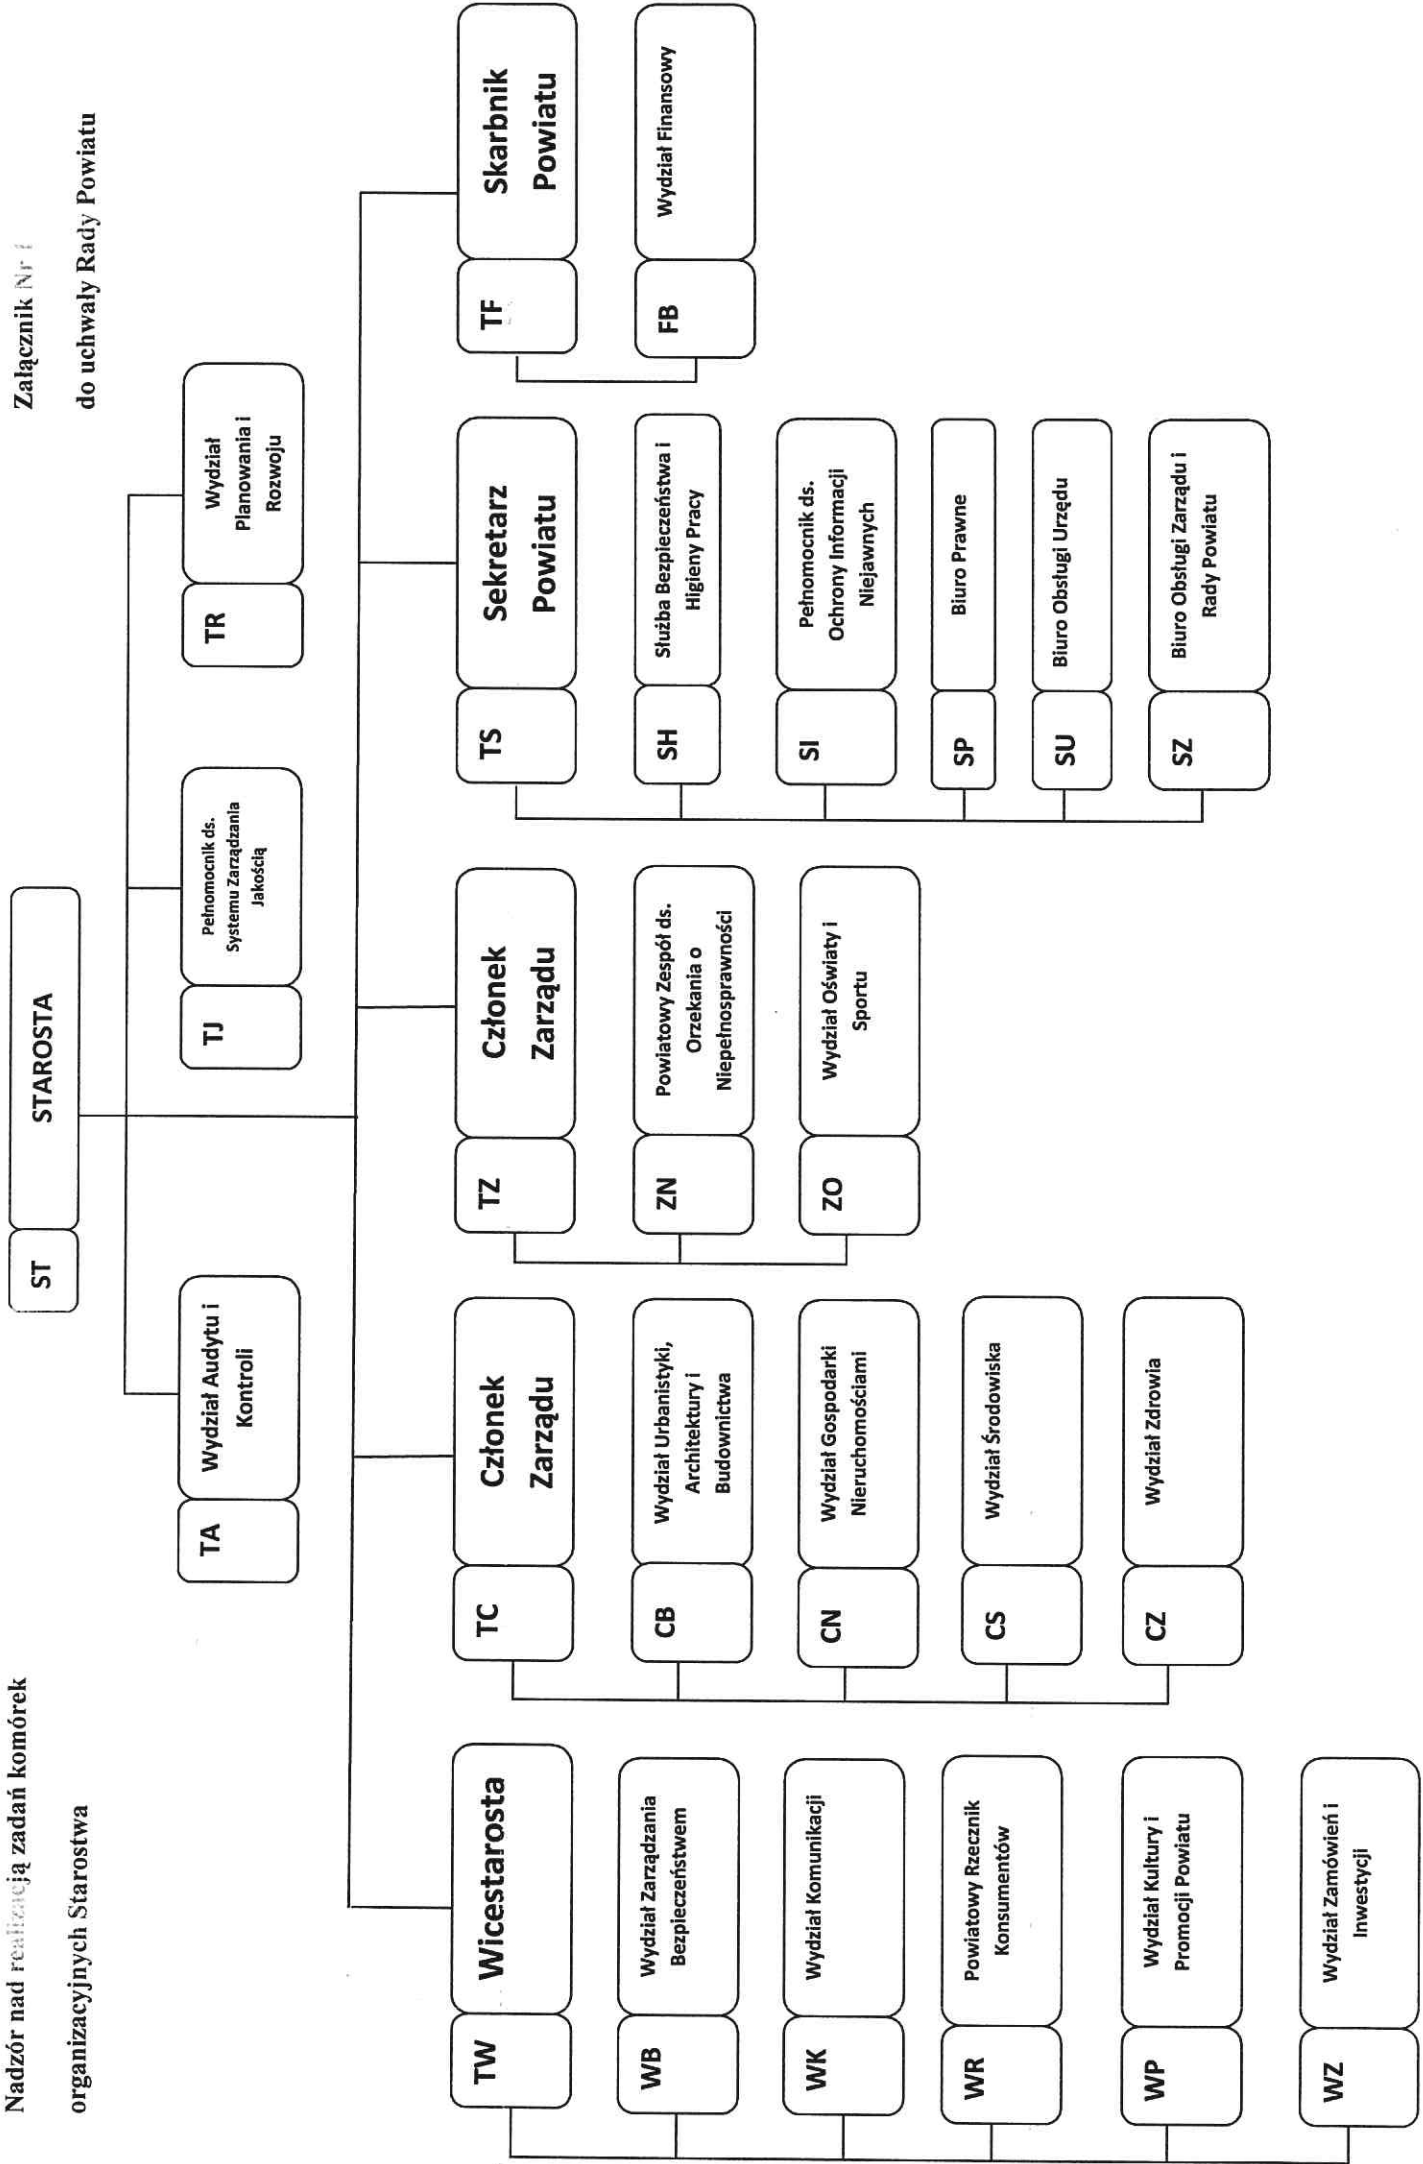 Nadzór nad realizacją zadań komórek
organizacyjnych Starostwa
Załącznik Nr 1
do uchwały Rady Powiatu
ST
STAROSTA
TA
Wydział Audytu i
Kontroli
TJ
Pełnomocnik ds.
Systemu Zarządzania
Jakością
TR
Wydział
Planowania i
Rozwoju
TW
Wicestarosta
WB
Wydział Zarządzania
Bezpieczeństwem
WK
Wydział Komunikacji
WR
Powiatowy Rzecznik
Konsumentów
WP
Wydział Kultury i
Promocji Powiatu
WZ
Wydział Zamówień i
Inwestycji
TC
Członek
Zarządu
CB
Wydział Urbanistyki,
Architektury i
Budownictwa
CN
Wydział Gospodarki
Nieruchomościami
CS
Wydział Środowiska
CZ
Wydział Zdrowia
TZ
Członek
Zarządu
ZN
Powiatowy Zespół ds.
Orzekania o
Niepełnosprawności
ZO
Wydział Oświaty i
Sportu
TS
Sekretarz
Powiatu
SH
Służba Bezpieczeństwa i
Higieny Pracy
SI
Pełnomocnik ds.
Ochrony Informacji
Niejawnych
SP
Biuro Prawne
SU
Biuro Obsługi Urzędu
SZ
Biuro Obsługi Zarządu i
Rady Powiatu
TF
Skarbnik
Powiatu
FB
Wydział Finansowy